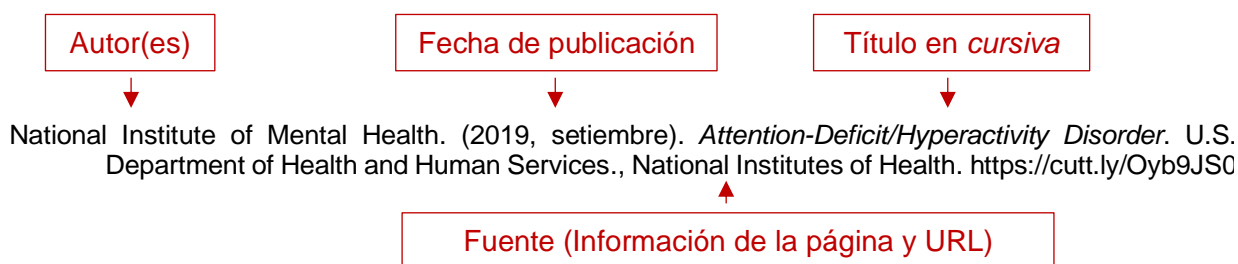 Autor(es) Fecha de publicación Título en cursiva
National Institute of Mental Health. (2019, setiembre). Attention-Deficit/Hyperactivity Disorder. U.S.
Department of Health and Human Services., National Institutes of Health. https://cutt.ly/Oyb9JS0
Fuente (Información de la página y URL)